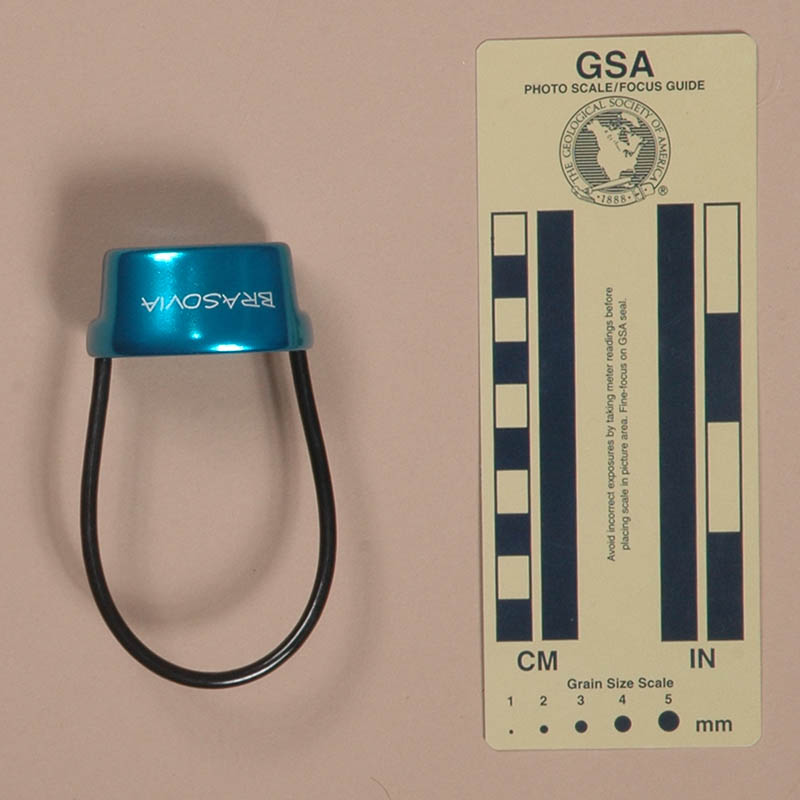 BRASOVIA
GSA
PHOTO SCALE/FOCUS GUIDE
THE GEOLOGICAL SOCIETY OF AMERICA
·1888·
®
Avoid incorrect exposures by taking meter readings before
placing scale in picture area. Fine-focus on GSA seal.
CM IN
Grain Size Scale
1 2 3 4 5
mm